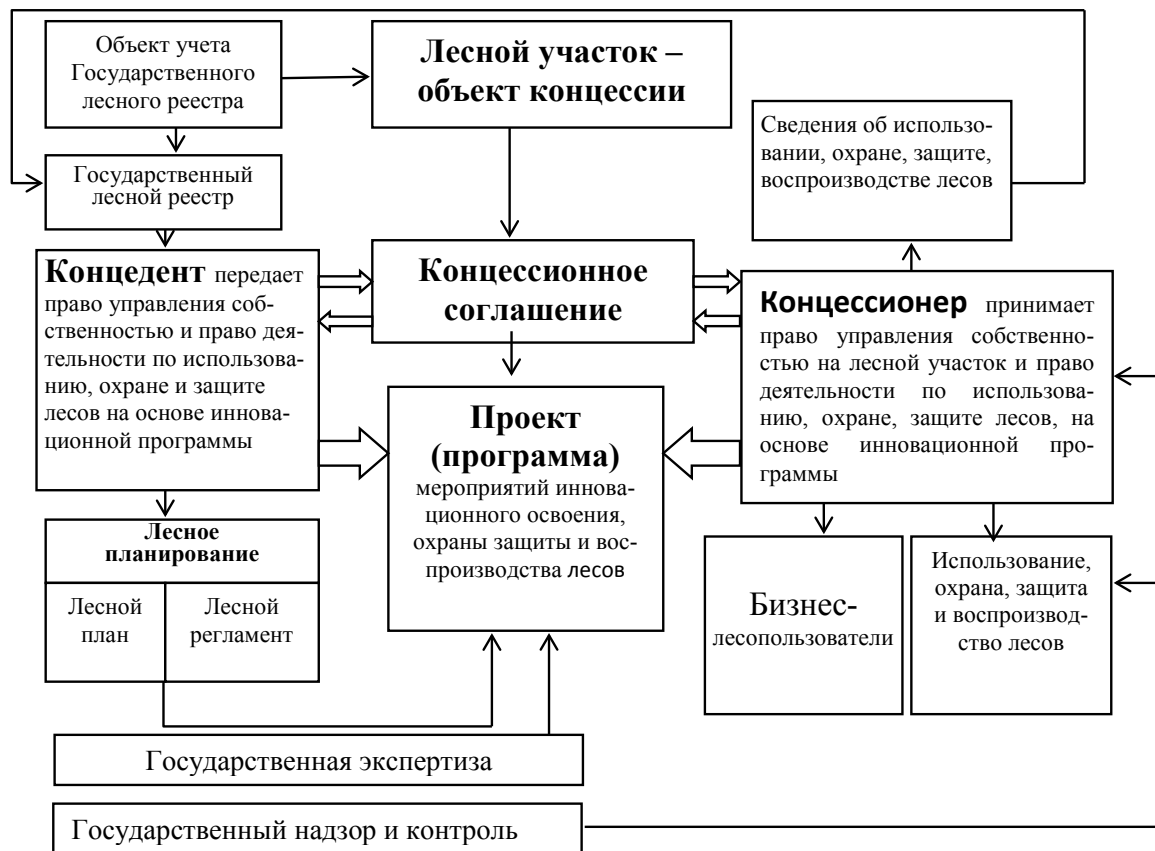 Объект учета
Государственного
лесного реестра
Лесной участок –
объект концессии
Сведения об использо-
вании, охране, защите,
воспроизводстве лесов
Государственный
лесной реестр
Концедент передает
право управления соб-
ственностью и право дея-
тельности по использова-
нию, охране и защите
лесов на основе иннова-
ционной программы
Концессионное
соглашение
Концессионер принимает
право управления собственно-
стью на лесной участок и право
деятельности по использова-
нию, охране, защите лесов, на
основе инновационной про-
граммы
Проект
(программа)
мероприятий иннова-
ционного освоения,
охраны защиты и вос-
производства лесов
Лесное
планирование
Лесной
план
Лесной
регламент
Бизнес-
лесопользователи
Использование,
охрана, защита
и воспроизвод-
ство лесов
Государственная экспертиза
Государственный надзор и контроль